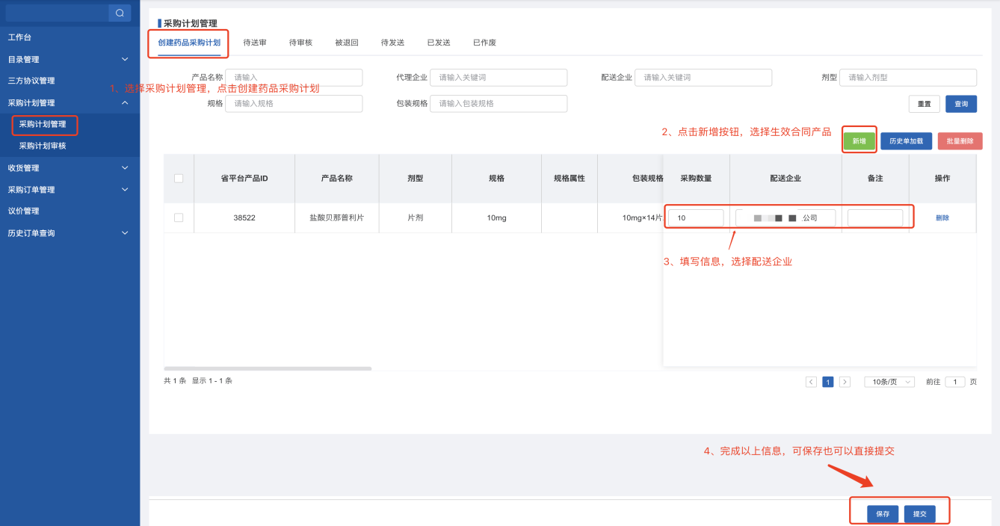 工作台
目录管理
三方协议管理
采购计划管理
采购计划管理
采购计划审核
收货管理
采购订单管理
议价管理
历史订单查询
采购计划管理
创建药品采购计划 待送审 待审核 被退回 待发送 已发送 已作废
产品名称 请输入 代理企业 请输入关键词 配送企业 请输入关键词 剂型 请输入剂型
1、选择采购计划管理，点击创建药品采购计划
规格 请输入规格 包装规格 请输入包装规格 重置 查询
2、点击新增按钮，选择生效合同产品
新增 历史单加载 批量删除
省平台产品ID 产品名称 剂型 规格 规格属性 包装规格 采购数量 配送企业 备注 操作
38522 盐酸贝那普利片 片剂 10mg 10mg×14片 10 公司 删除
3、填写信息，选择配送企业
共 1 条 显示 1 - 1 条 1 10条/页 前往 1 页
4、完成以上信息，可保存也可以直接提交
保存 提交